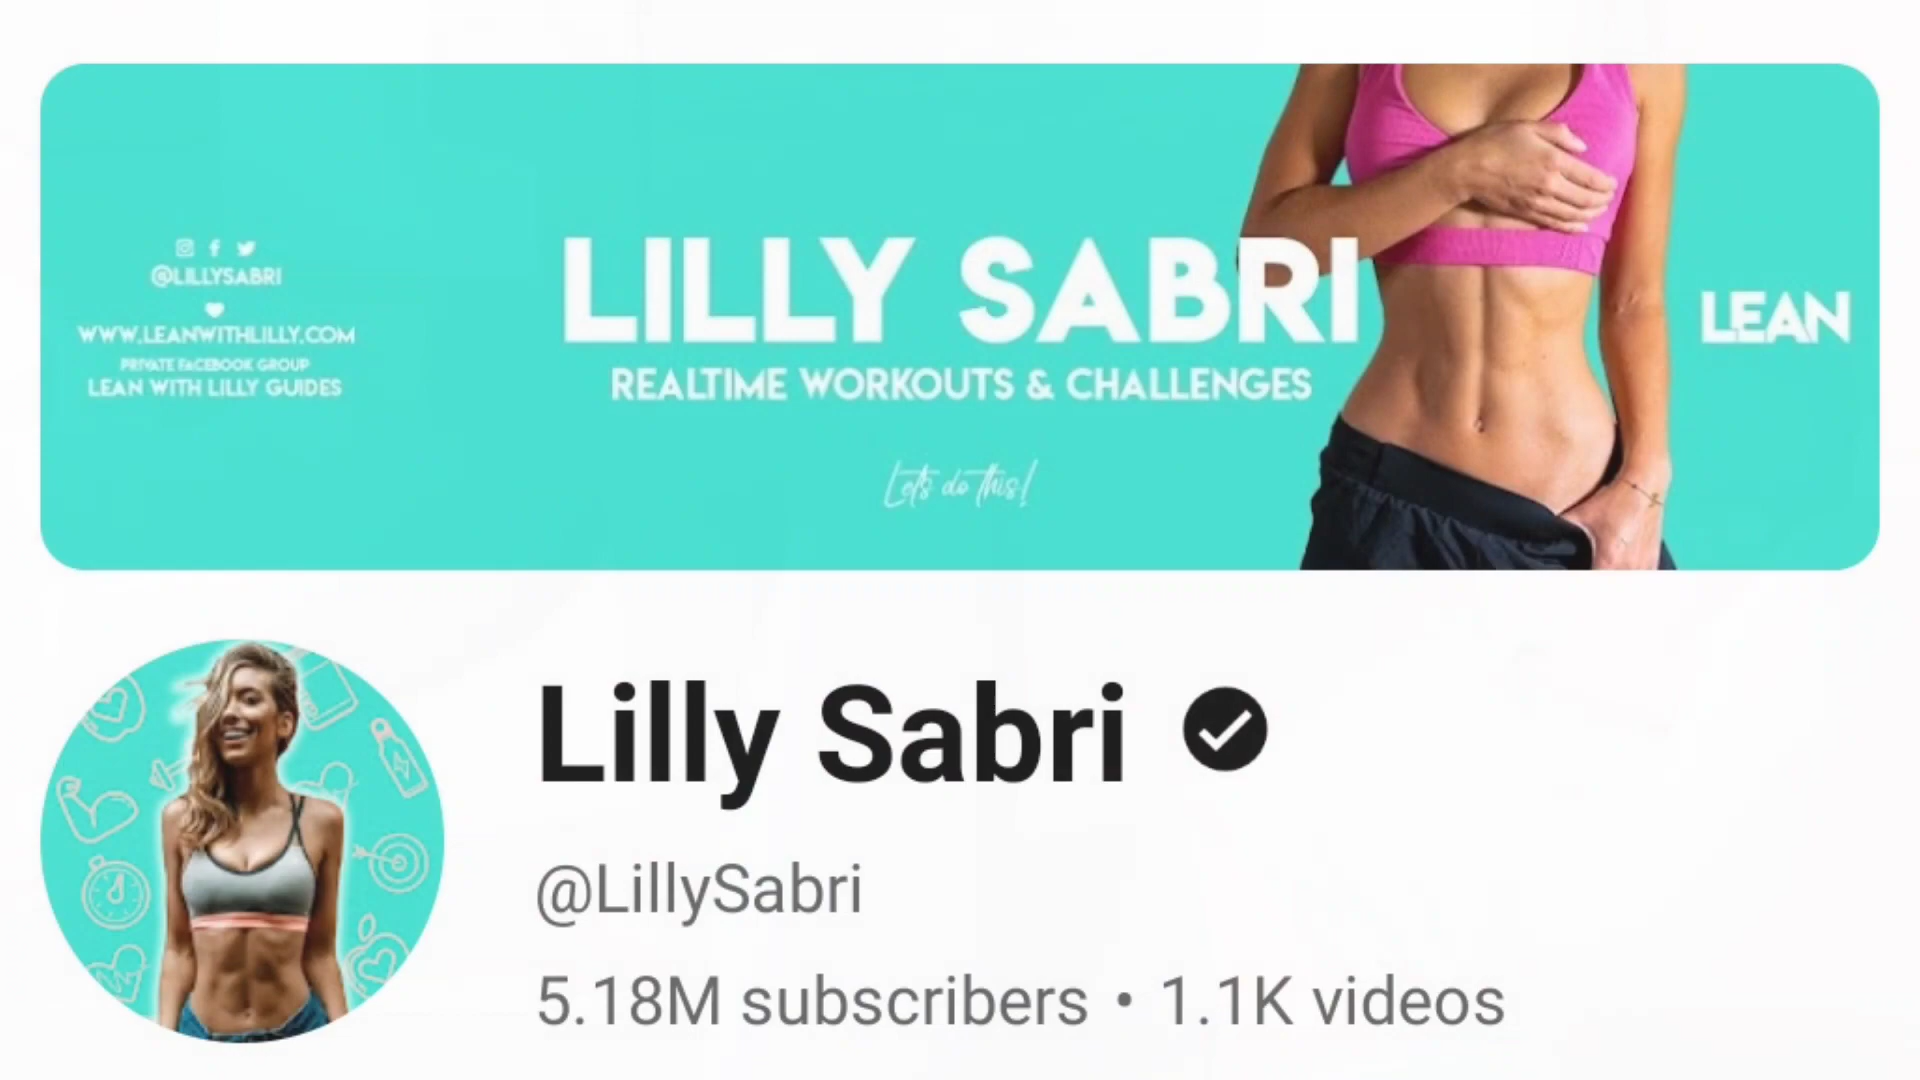 @LILLYSABRI
WWW.LEANWITHLILLY.COM
PRIVATE FACEBOOK GROUP
LEAN WITH LILLY GUIDES
LILLY SABRI
REALTIME WORKOUTS & CHALLENGES
Let's do this!
LEAN
Lilly Sabri
@LillySabri
5.18M subscribers • 1.1K videos